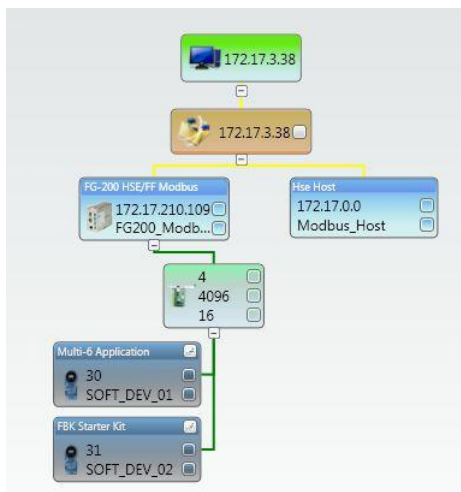 172.17.3.38
172.17.3.38
FG-200 HSE/FF Modbus
172.17.210.109
FG200_Modb...
Hse Host
172.17.0.0
Modbus_Host
4
4096
16
Multi-6 Application
30
SOFT_DEV_01
FBK Starter Kit
31
SOFT_DEV_02